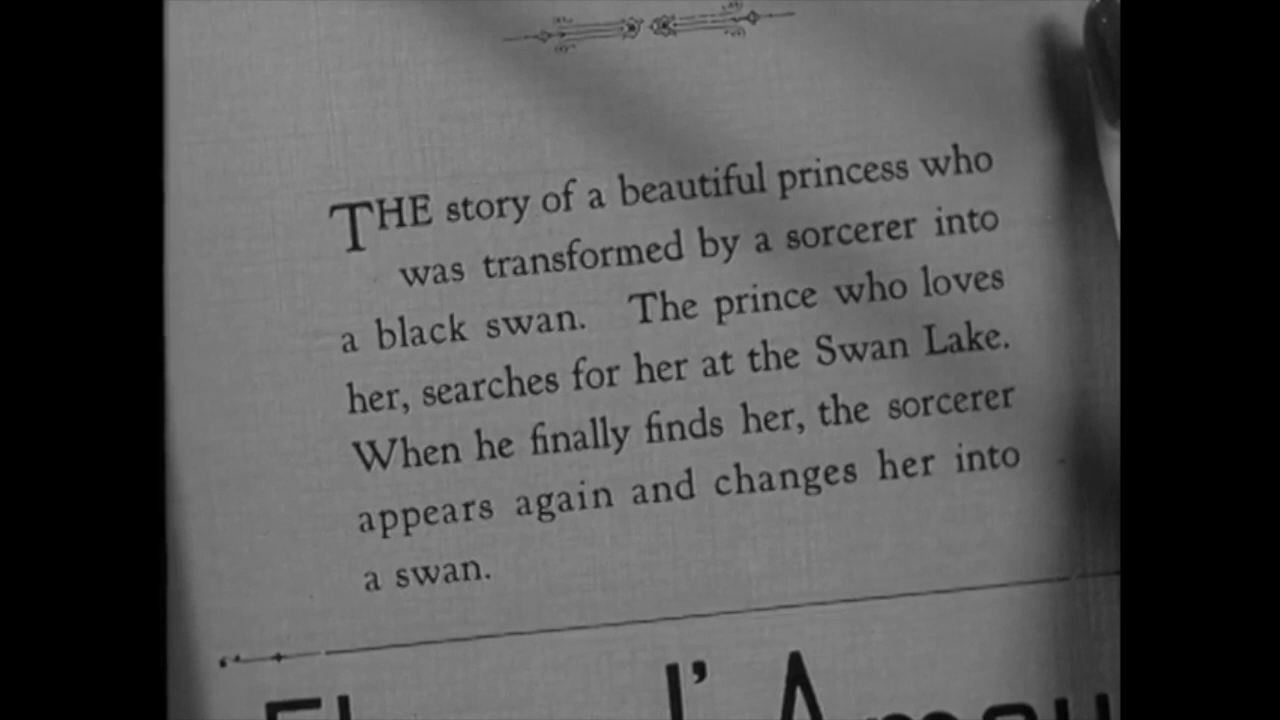 THE story of a beautiful princess who
was transformed by a sorcerer into
a black swan. The prince who loves
her, searches for her at the Swan Lake.
When he finally finds her, the sorcerer
appears again and changes her into
a swan.